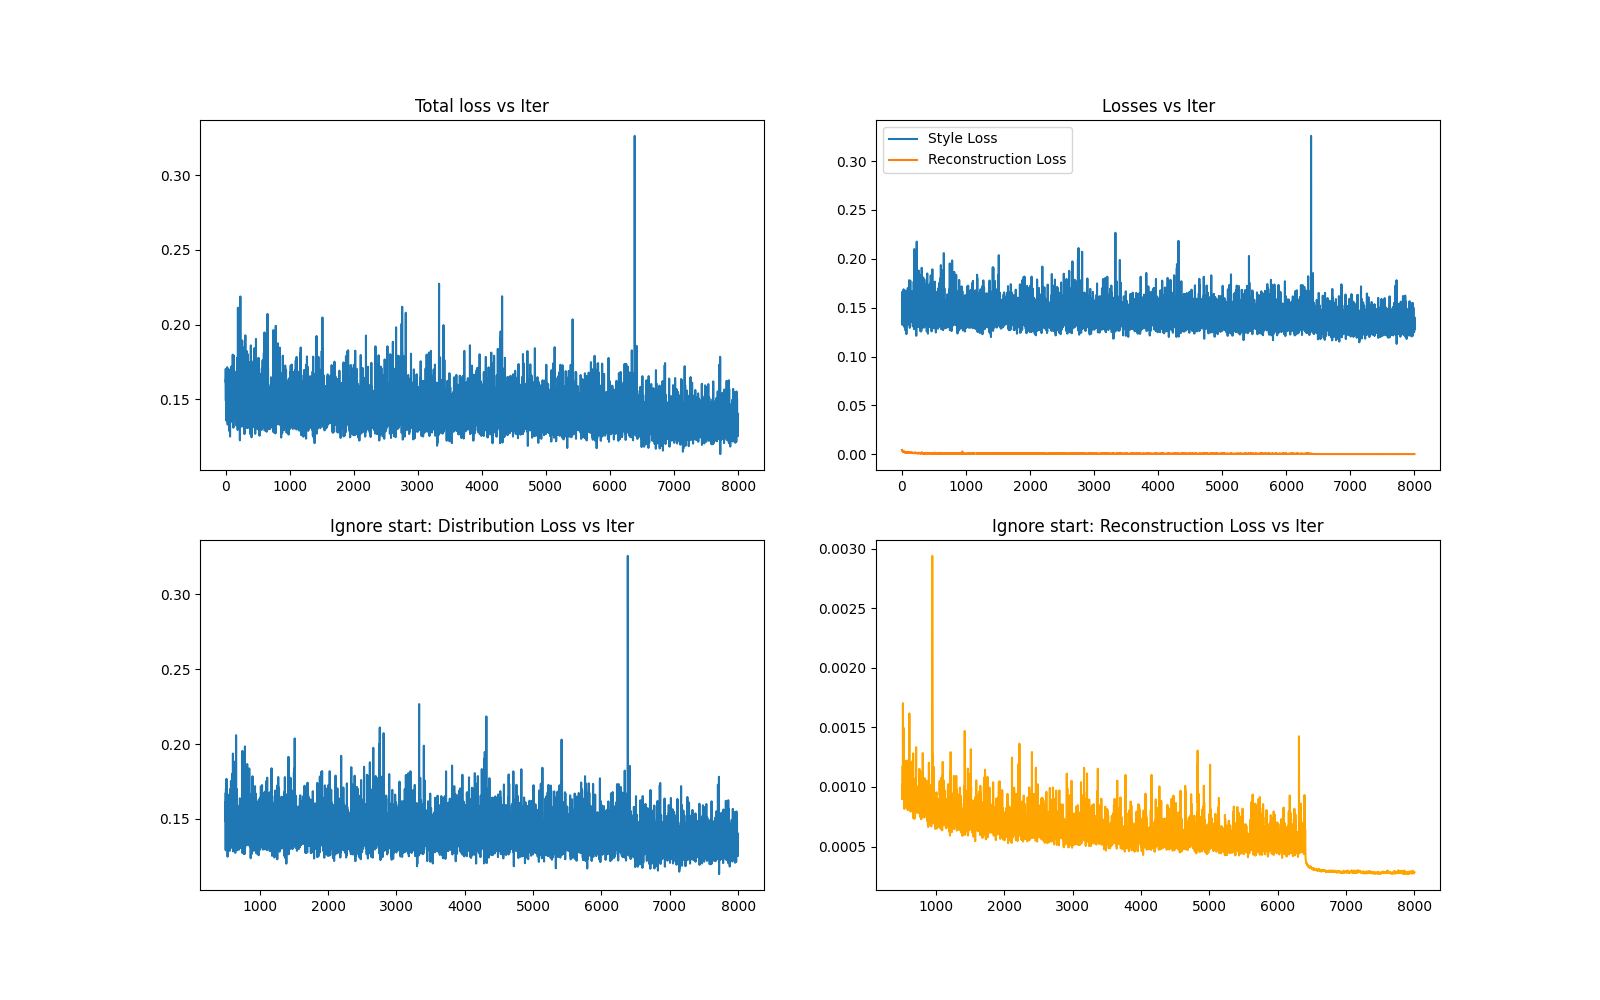 Total loss vs Iter
0.30
0.25
0.20
0.15
0 1000 2000 3000 4000 5000 6000 7000 8000
Losses vs Iter
Style Loss
Reconstruction Loss
0.30
0.25
0.20
0.15
0.10
0.05
0.00
0 1000 2000 3000 4000 5000 6000 7000 8000
Ignore start: Distribution Loss vs Iter
0.30
0.25
0.20
0.15
1000 2000 3000 4000 5000 6000 7000 8000
Ignore start: Reconstruction Loss vs Iter
0.0030
0.0025
0.0020
0.0015
0.0010
0.0005
1000 2000 3000 4000 5000 6000 7000 8000